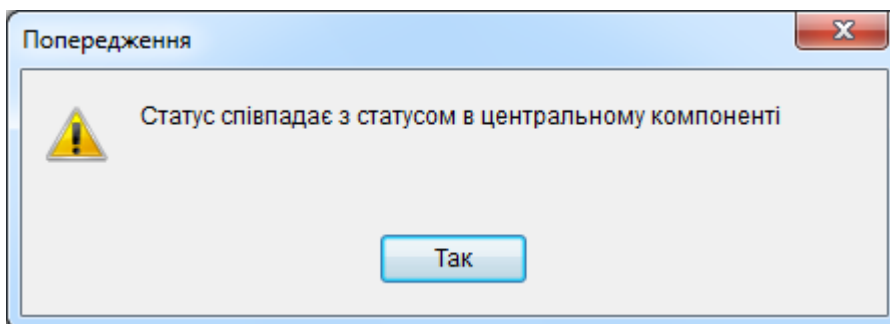 Попередження
Статус співпадає з статусом в центральному компоненті
Так